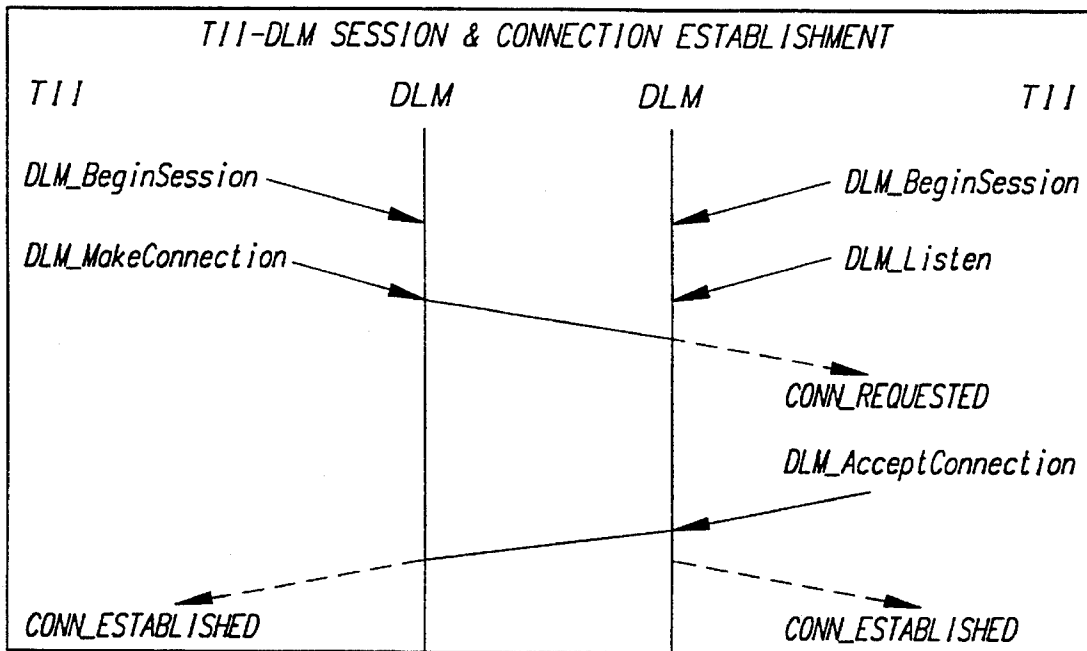 TII-DLM SESSION & CONNECTION ESTABLISHMENT
TII DLM DLM TII
DLM_BeginSession DLM_BeginSession
DLM_MakeConnection DLM_Listen
CONN_REQUESTED
DLM_AcceptConnection
CONN_ESTABLISHED CONN_ESTABLISHED